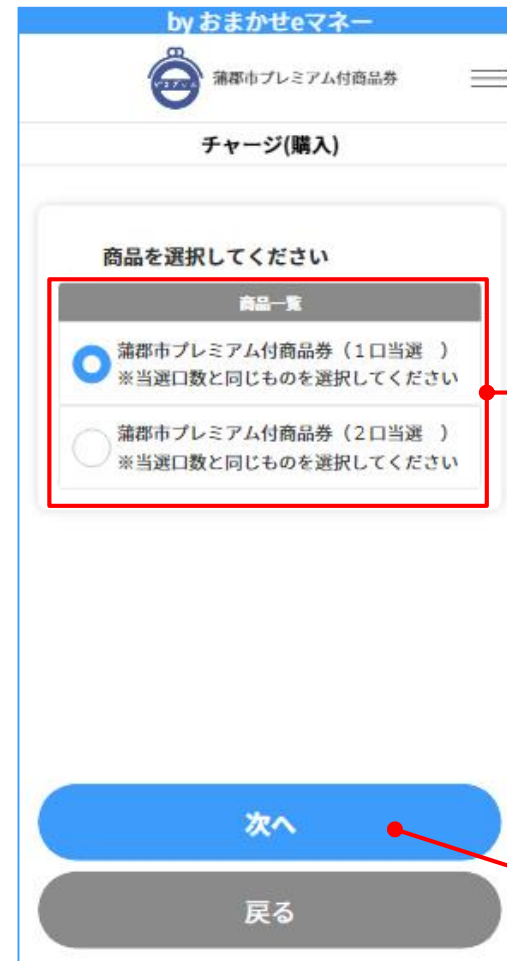 by おまかせeマネー
蒲郡市プレミアム付商品券
チャージ(購入)
商品を選択してください
商品一覧
蒲郡市プレミアム付商品券（１口当選　）
※当選口数と同じものを選択してください
蒲郡市プレミアム付商品券（２口当選　）
※当選口数と同じものを選択してください
次へ
戻る